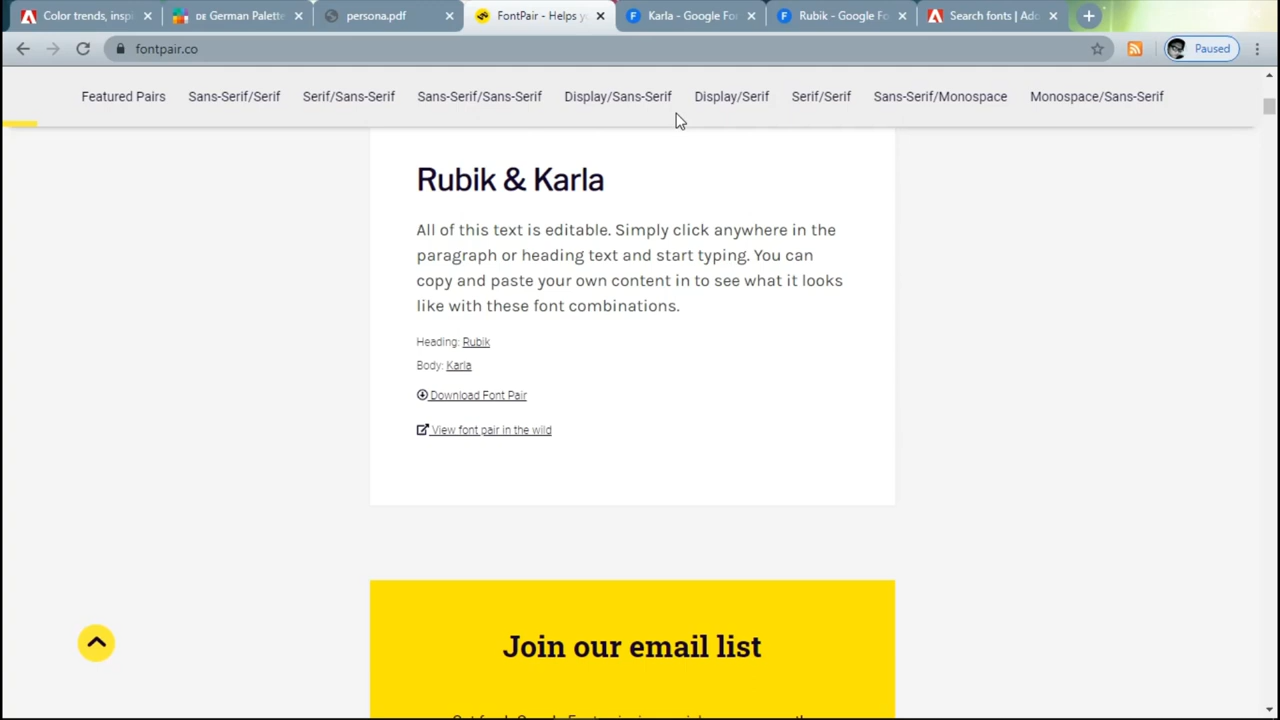 Color trends, insp
DE German Palette
persona.pdf
FontPair - Helps y
Karla - Google Fo
Rubik - Google Fo
Search fonts | Ado
fontpair.co
Paused
Featured Pairs
Sans-Serif/Serif
Serif/Sans-Serif
Sans-Serif/Sans-Serif
Display/Sans-Serif
Display/Serif
Serif/Serif
Sans-Serif/Monospace
Monospace/Sans-Serif
Rubik & Karla
All of this text is editable. Simply click anywhere in the
paragraph or heading text and start typing. You can
copy and paste your own content in to see what it looks
like with these font combinations.
Heading: Rubik
Body: Karla
Download Font Pair
View font pair in the wild
Join our email list